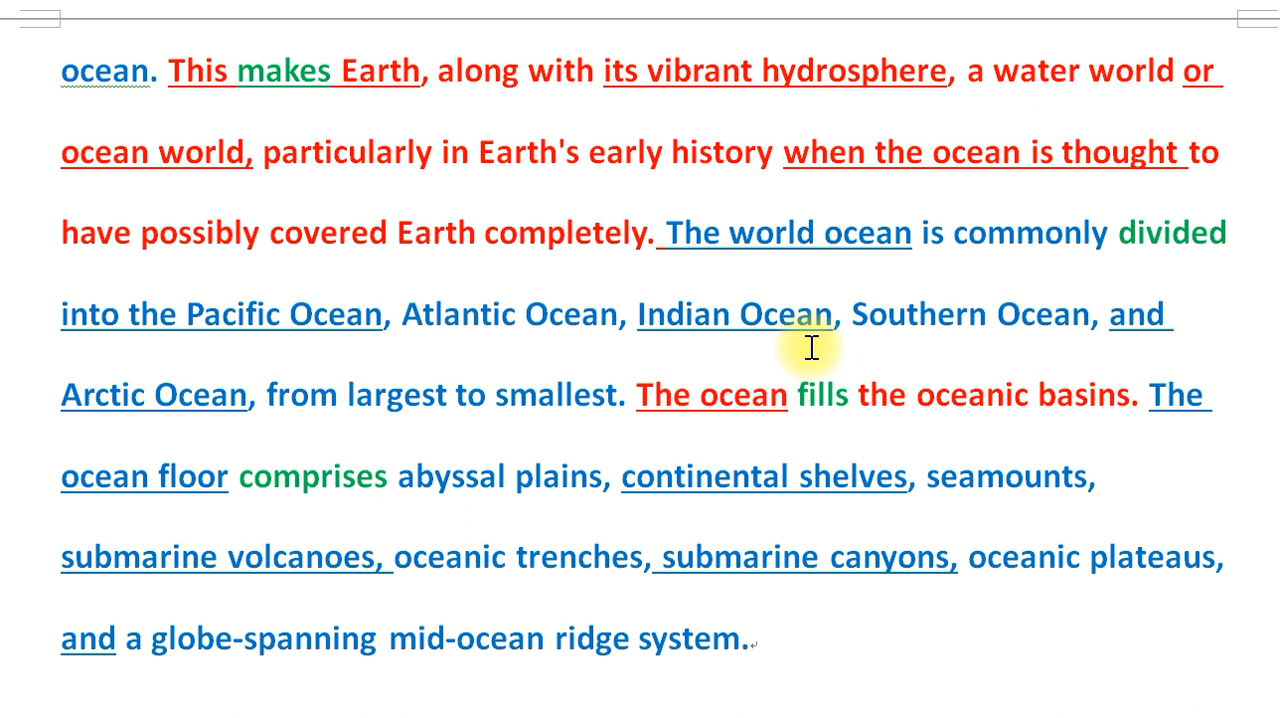 ocean. This makes Earth, along with its vibrant hydrosphere, a water world or
ocean world, particularly in Earth's early history when the ocean is thought to
have possibly covered Earth completely. The world ocean is commonly divided
into the Pacific Ocean, Atlantic Ocean, Indian Ocean, Southern Ocean, and
Arctic Ocean, from largest to smallest. The ocean fills the oceanic basins. The
ocean floor comprises abyssal plains, continental shelves, seamounts,
submarine volcanoes, oceanic trenches, submarine canyons, oceanic plateaus,
and a globe-spanning mid-ocean ridge system.